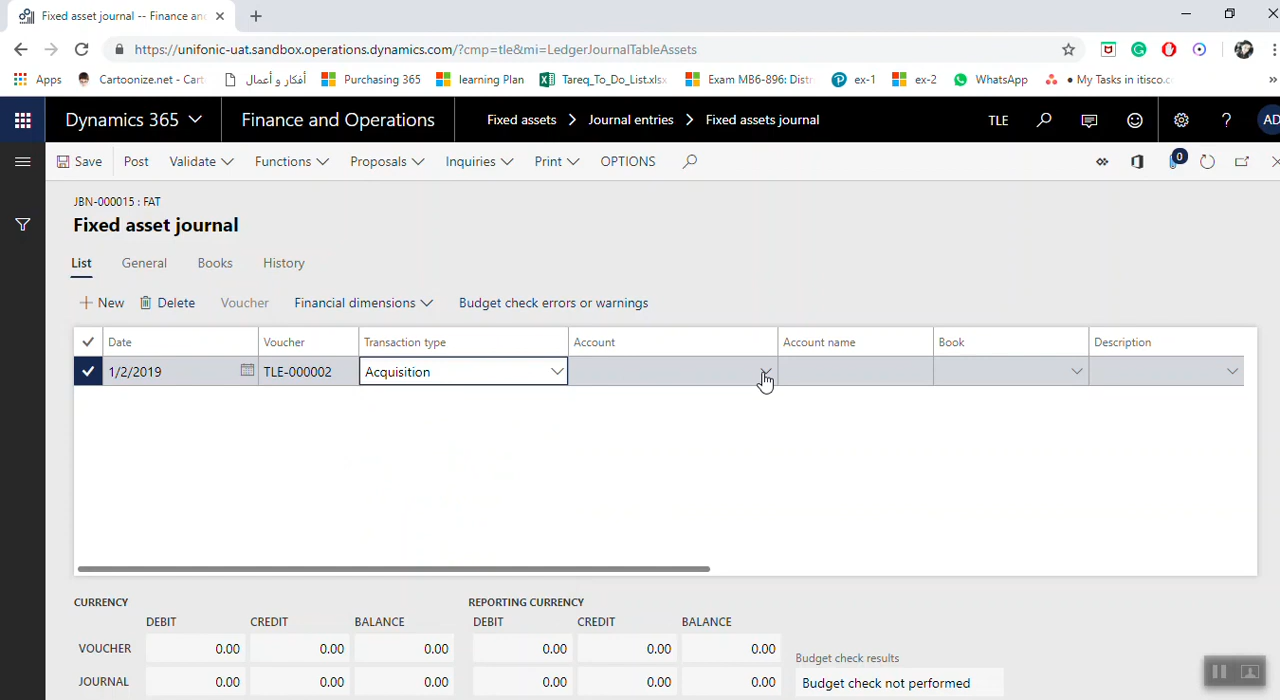 Fixed asset journal -- Finance an
https://unifonic-uat.sandbox.operations.dynamics.com/?cmp=tle&mi=LedgerJournalTableAssets
Apps Cartoonize.net - Cart أفكار و أعمال Purchasing 365 learning Plan Tareq_To_Do_List.xlsx Exam MB6-896: Distr ex-1 ex-2 WhatsApp • My Tasks in itisco.c »
Dynamics 365 Finance and Operations Fixed assets > Journal entries > Fixed assets journal TLE ? AD
Save Post Validate Functions Proposals Inquiries Print OPTIONS 0
JBN-000015 : FAT
Fixed asset journal
List General Books History
+ New Delete Voucher Financial dimensions Budget check errors or warnings
Date Voucher Transaction type Account Account name Book Description
1/2/2019 TLE-000002 Acquisition
CURRENCY REPORTING CURRENCY
DEBIT CREDIT BALANCE DEBIT CREDIT BALANCE
VOUCHER 0.00 0.00 0.00 0.00 0.00 0.00
Budget check results
JOURNAL 0.00 0.00 0.00 0.00 0.00 0.00 Budget check not performed